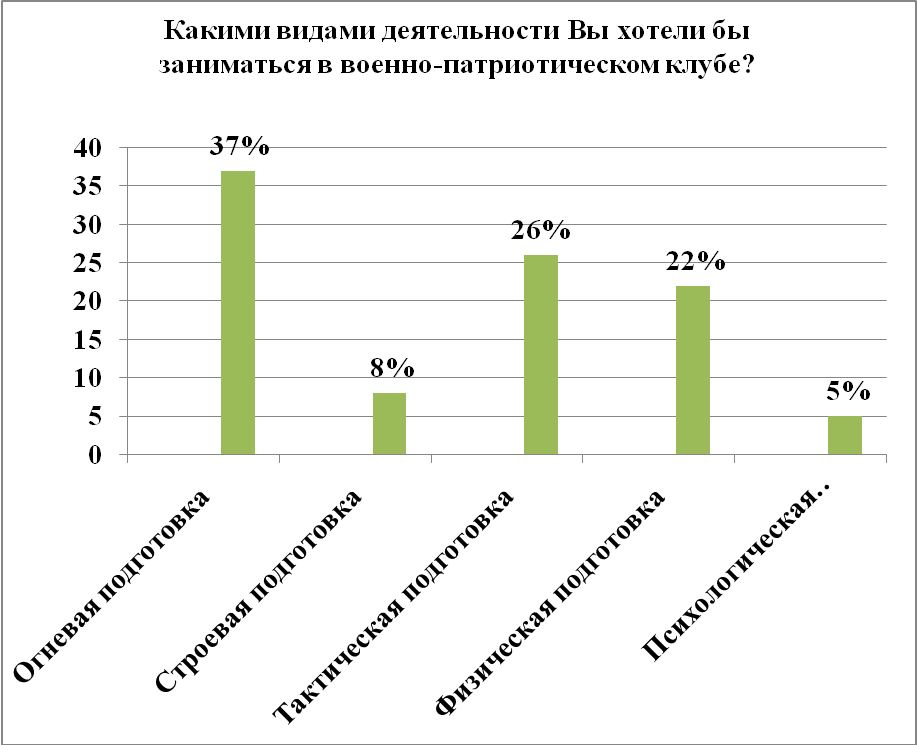 Какими видами деятельности Вы хотели бы
заниматься в военно-патриотическом клубе?
40
35
30
25
20
15
10
5
0
37%
8%
26%
22%
5%
Огневая подготовка
Строевая подготовка
Тактическая подготовка
Физическая подготовка
Психологическая..